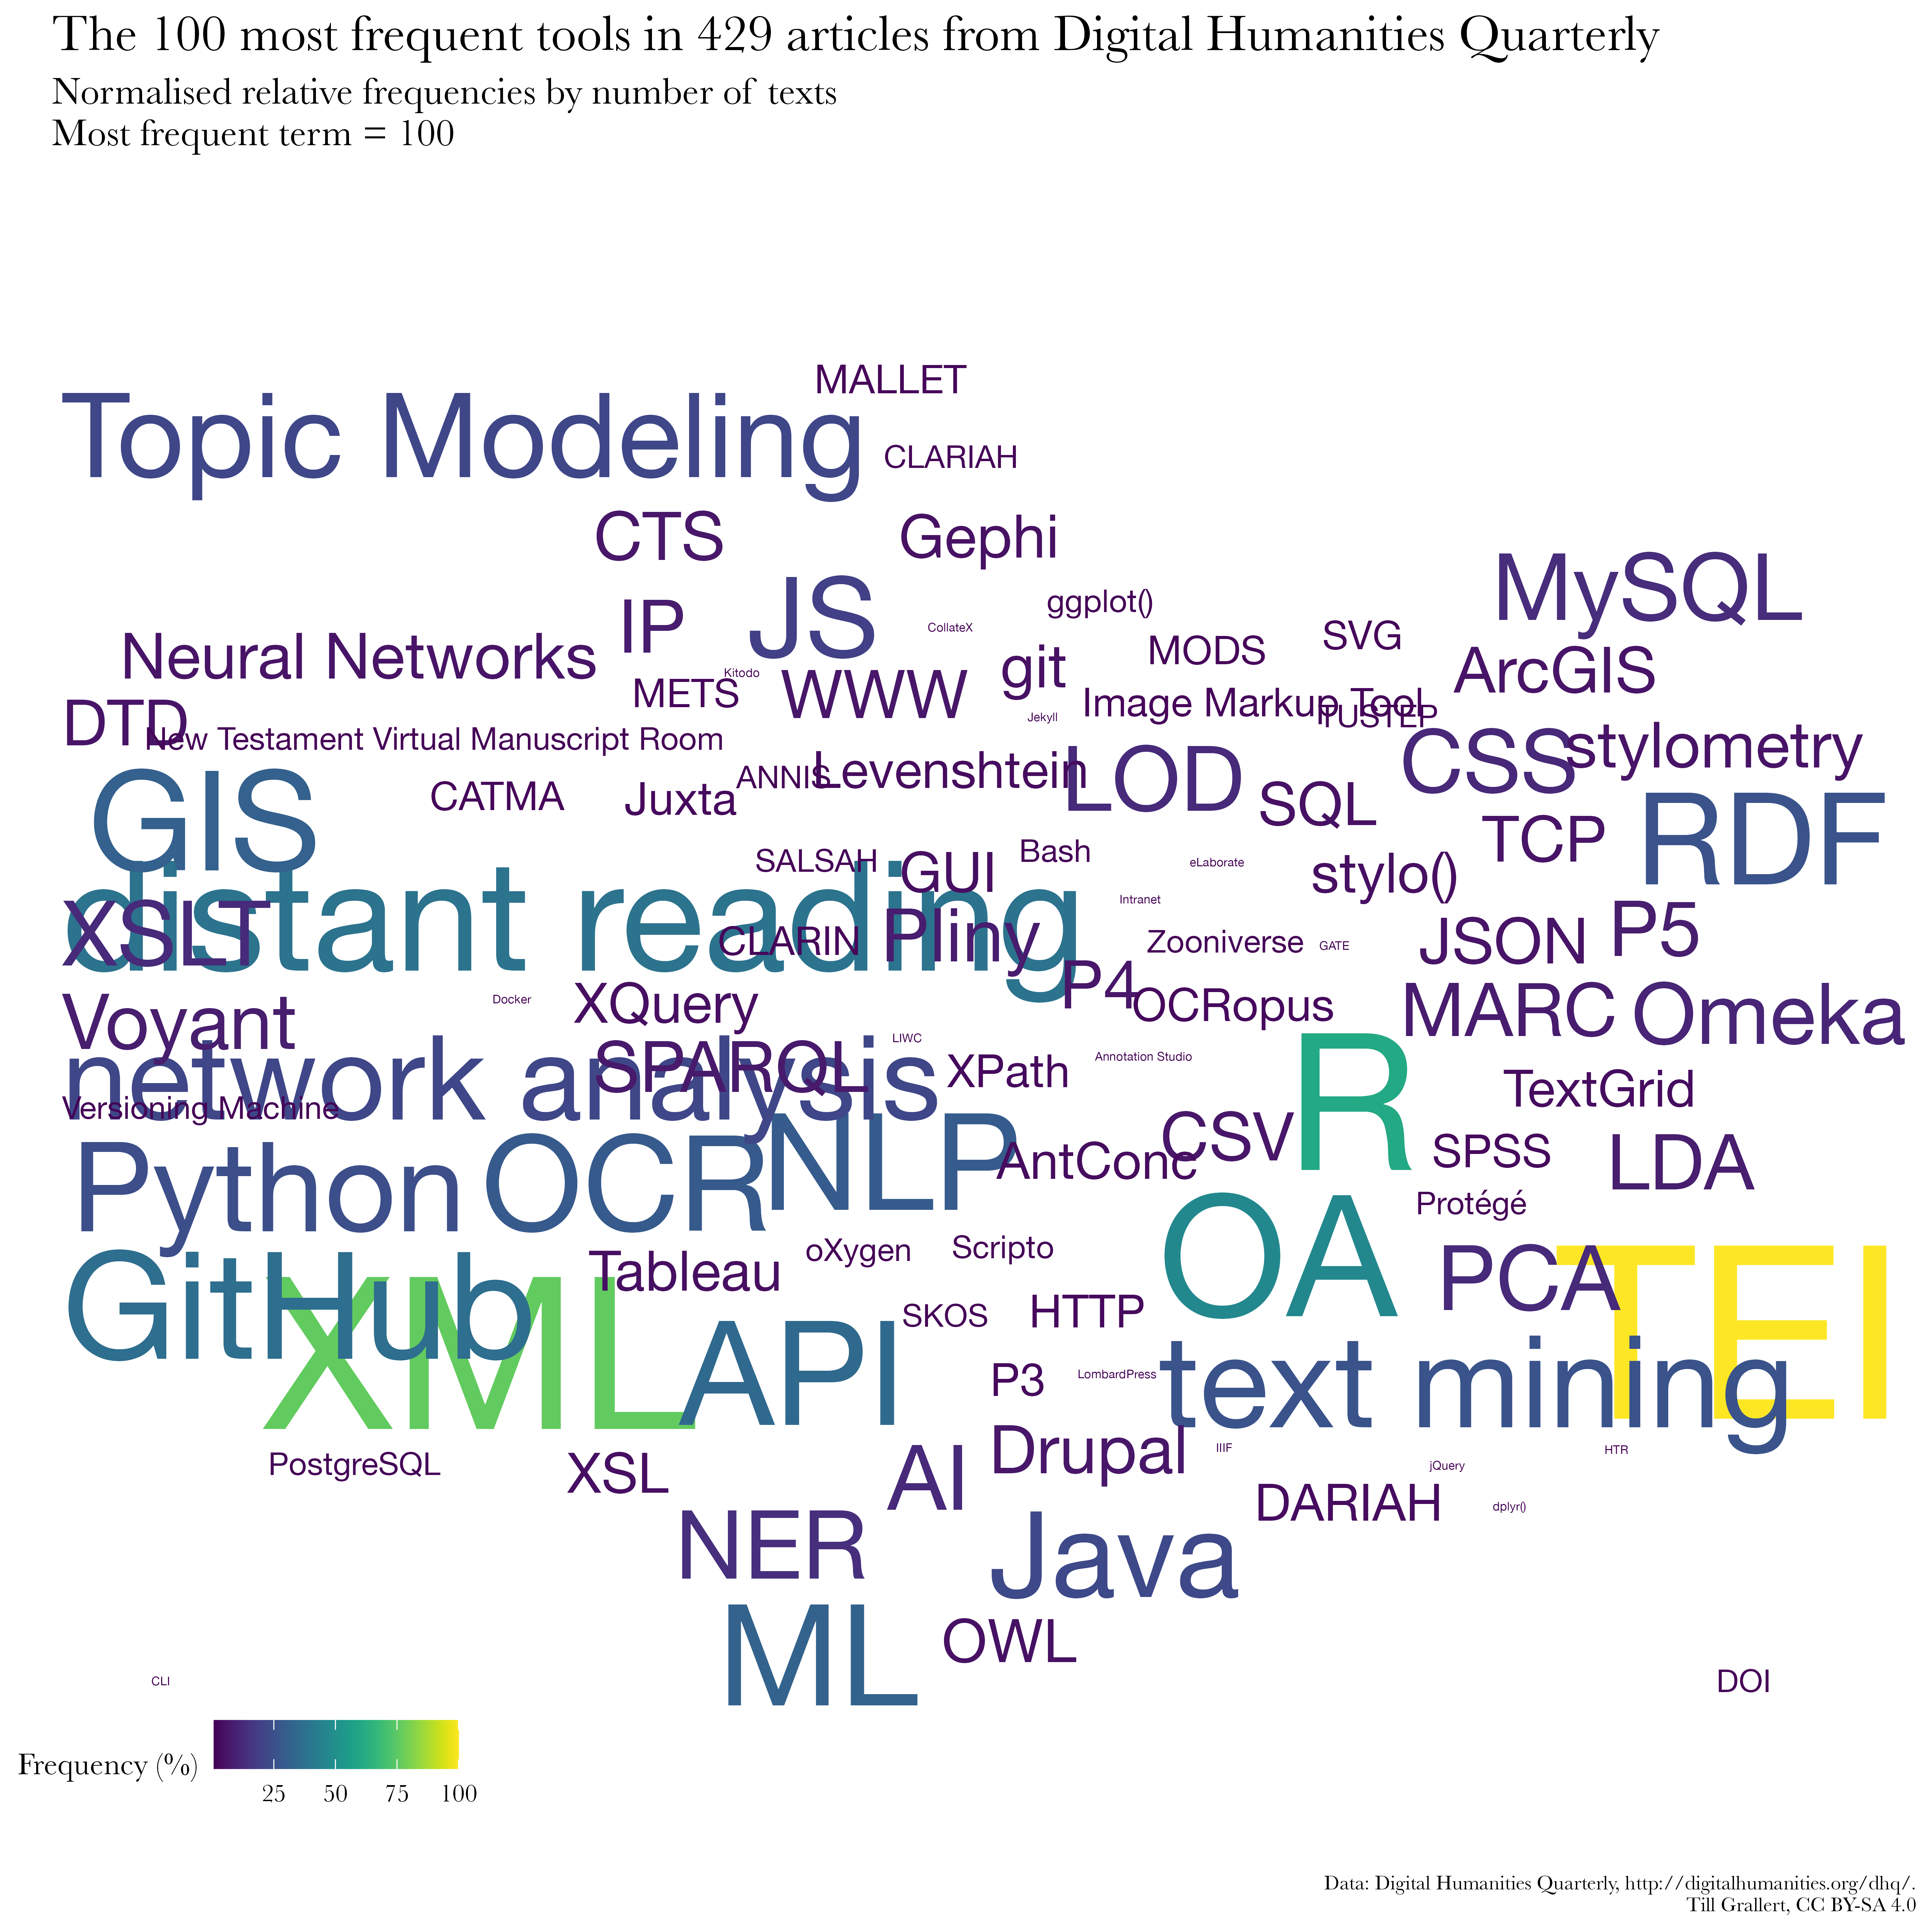 The 100 most frequent tools in 429 articles from Digital Humanities Quarterly
Normalised relative frequencies by number of texts
Most frequent term = 100
MALLET
Topic Modeling
CLARIAH
CTS
Gephi
MySQL
JS
ggplot()
IP
CollateX
SVG
Neural Networks
MODS
git
ArcGIS
Kitodo
METS
WWW
Image Markup Tool
TUSTEP
Jekyll
DTD
New Testament Virtual Manuscript Room
stylometry
CSS
LOD
Levenshtein
ANNIS
CATMA
Juxta
SQL
GIS
RDF
TCP
Bash
SALSAH
GUI
eLaborate
stylo()
Intranet
distant reading
XSLT
CLARIN
Pliny
Zooniverse
GATE
JSON
P5
P4
Docker
XQuery
OCRopus
MARC
Omeka
Voyant
LIWC
SPARQL
network analysis
XPath
Annotation Studio
R
TextGrid
Versioning Machine
CSV
NLP
AntConc
SPSS
LDA
Python
OCR
Protégé
oXygen
Scripto
OA
PCA
TEI
Tableau
GitHub
SKOS
HTTP
XML
API
P3
LombardPress
text mining
PostgreSQL
XSL
AI
Drupal
IIIF
HTR
jQuery
DARIAH
dplyr()
NER
Java
ML
OWL
CLI
DOI
Frequency (%)
25 50 75 100
Data: Digital Humanities Quarterly, http://digitalhumanities.org/dhq/.
Till Grallert, CC BY-SA 4.0